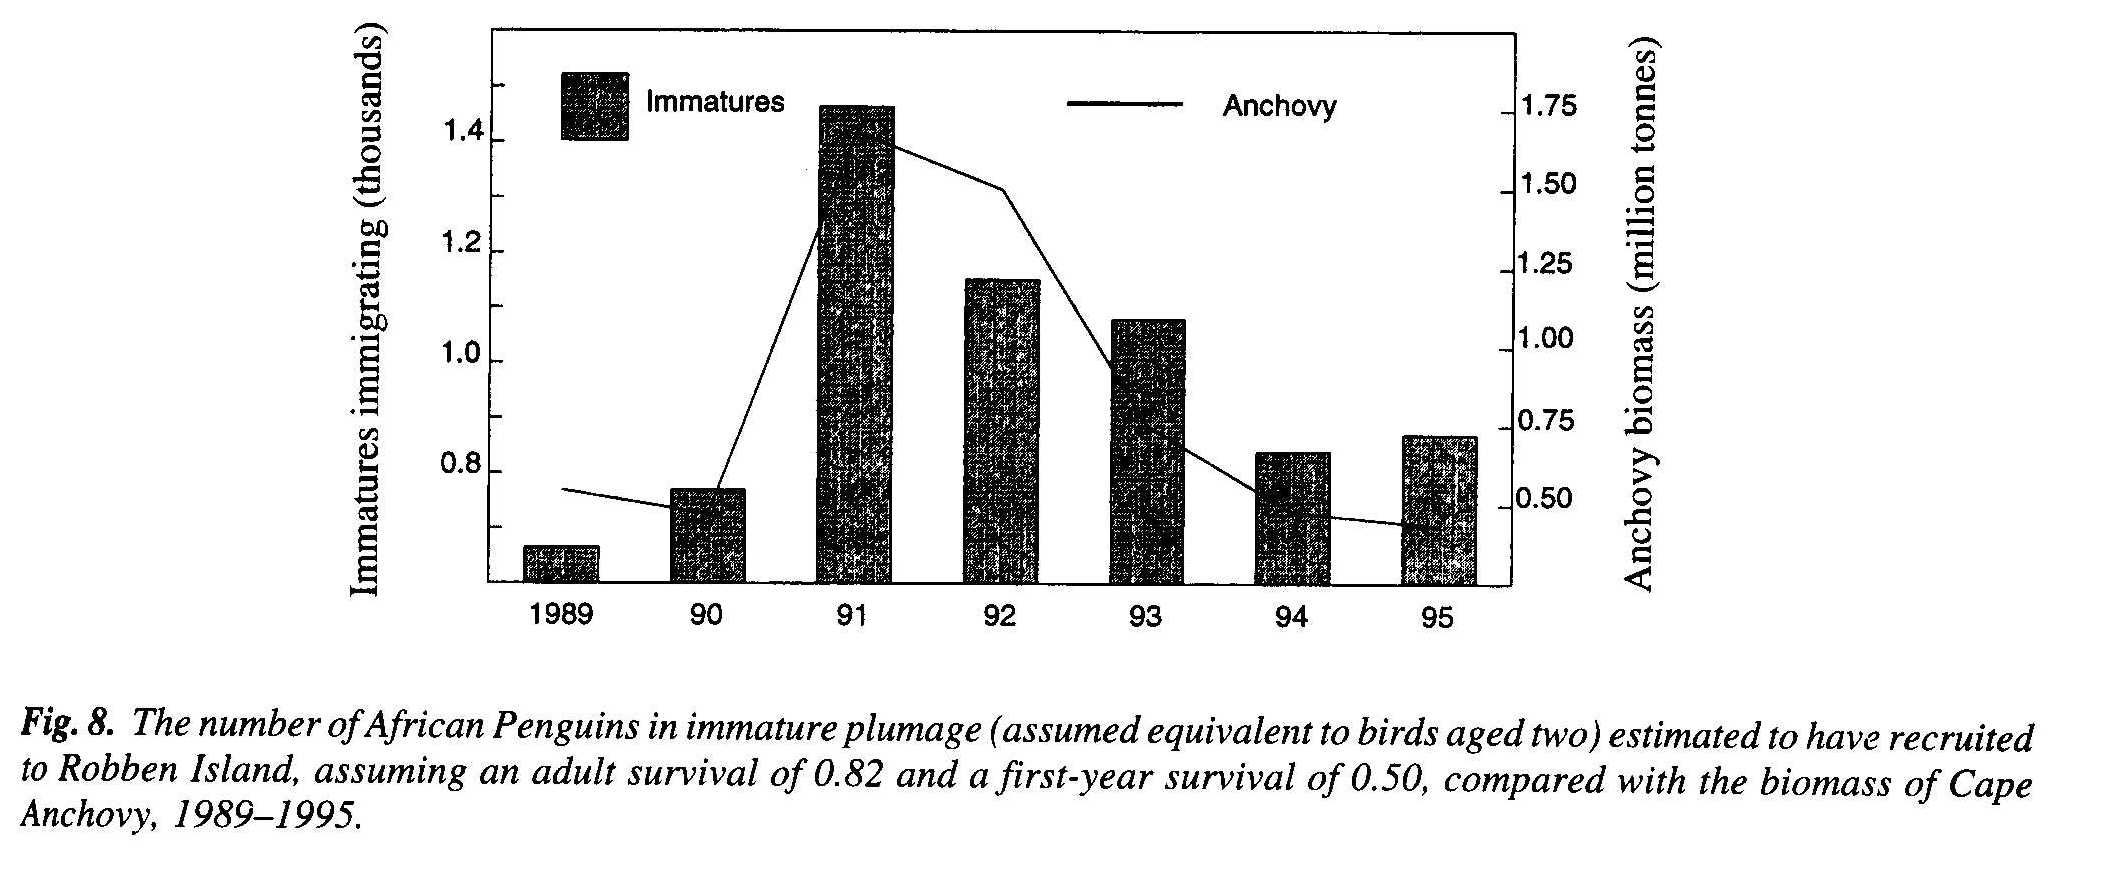 Immatures immigrating (thousands)
1.4
1.2
1.0
0.8
Immatures
Anchovy
1.75
1.50
1.25
1.00
0.75
0.50
Anchovy biomass (million tonnes)
1989 90 91 92 93 94 95
Fig. 8. The number of African Penguins in immature plumage (assumed equivalent to birds aged two) estimated to have recruited
to Robben Island, assuming an adult survival of 0.82 and a first-year survival of 0.50, compared with the biomass of Cape
Anchovy, 1989–1995.